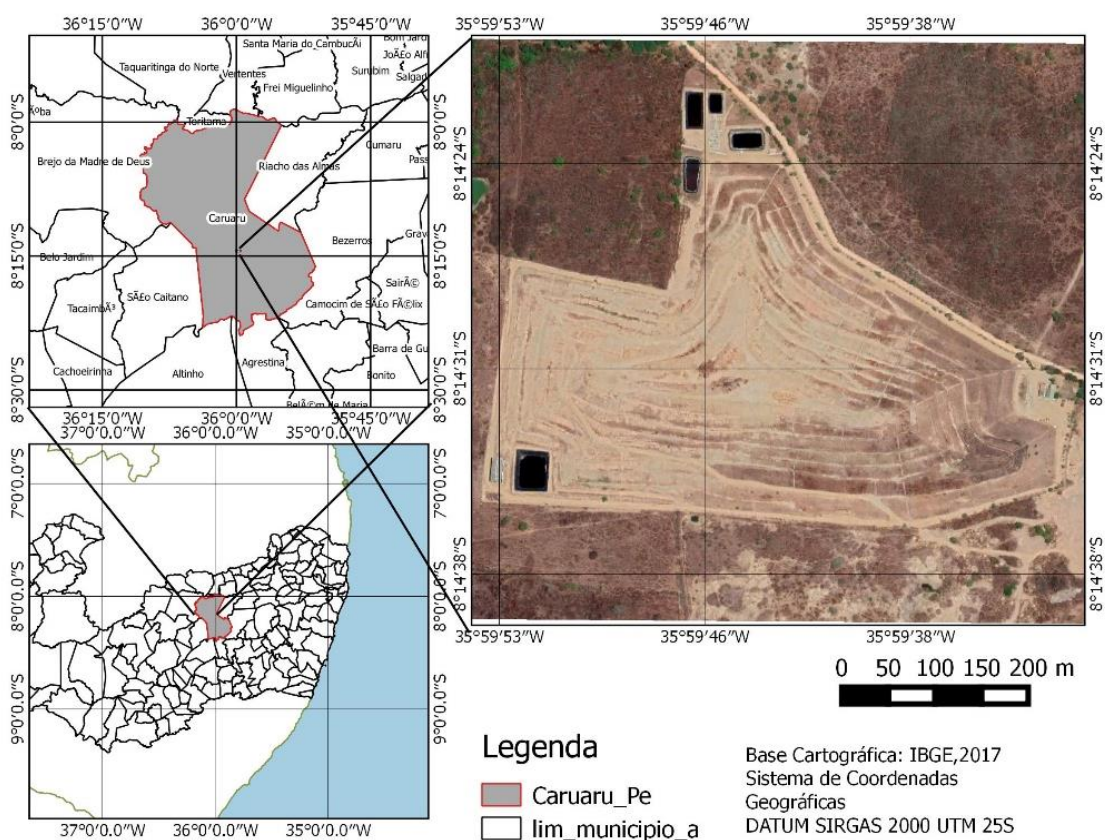 36°15′0″W 36°0′0″W 35°45′0″W
Santa Maria do CambucÃi
Taquaritinga do Norte
Vertentes
Surubim
Frei Miguelinho
Toritama
8°0′0″S
Cumaru
Brejo da Madre de Deus
Riacho das Almas
Caruaru
Bezerros
8°15′0″S
Belo Jardim
SÃ£o Caitano
SairÃ©
Camocim de SÃ£o FÃ©lix
TacaimbÃ³
Cachoeirinha
Altinho
Agrestina
Bonito
Barra de Gu
8°30′0″S
36°15′0″W 36°0′0″W 35°45′0″W
35°59′53″W 35°59′46″W 35°59′38″W
8°14′24″S
8°14′31″S
8°14′38″S
35°59′53″W 35°59′46″W 35°59′38″W
37°0′0.0″W 36°0′0.0″W 35°0′0.0″W
7°0′0.0″S
8°0′0.0″S
9°0′0.0″S
37°0′0.0″W 36°0′0.0″W 35°0′0.0″W
0 50 100 150 200 m
Legenda
Caruaru_Pe
lim_municipio_a
Base Cartográfica: IBGE,2017
Sistema de Coordenadas
Geográficas
DATUM SIRGAS 2000 UTM 25S